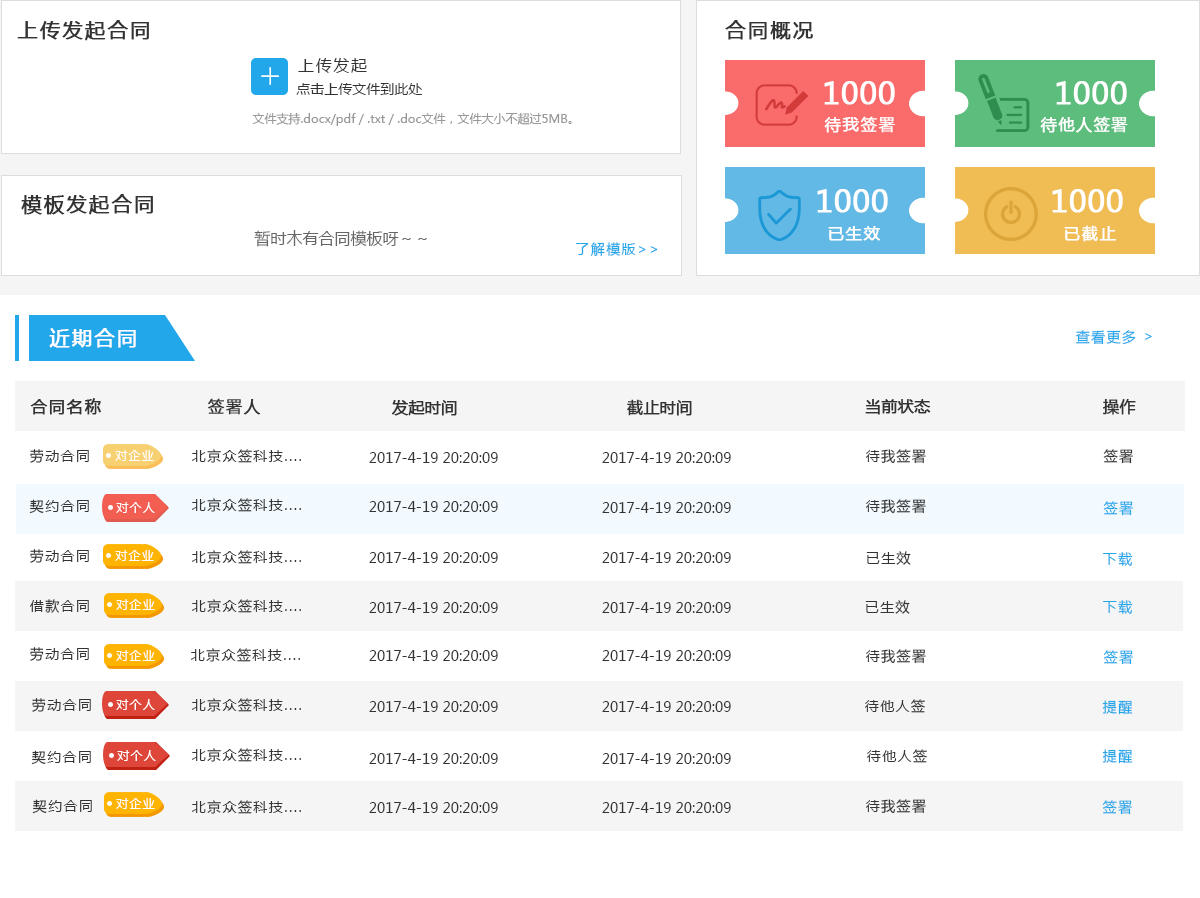 上传发起合同
上传发起
点击上传文件到此处
文件支持.docx/pdf / .txt / .doc文件，文件大小不超过5MB。
模板发起合同
暂时木有合同模板呀～～
了解模版> >
合同概况
1000
待我签署
1000
待他人签署
1000
已生效
1000
已截止
近期合同
查看更多 >
合同名称 签署人 发起时间 截止时间 当前状态 操作
劳动合同 对企业 北京众签科技.... 2017-4-19 20:20:09 2017-4-19 20:20:09 待我签署 签署
契约合同 对个人 北京众签科技.... 2017-4-19 20:20:09 2017-4-19 20:20:09 待我签署 签署
劳动合同 对企业 北京众签科技.... 2017-4-19 20:20:09 2017-4-19 20:20:09 已生效 下载
借款合同 对企业 北京众签科技.... 2017-4-19 20:20:09 2017-4-19 20:20:09 已生效 下载
劳动合同 对企业 北京众签科技.... 2017-4-19 20:20:09 2017-4-19 20:20:09 待我签署 签署
劳动合同 对个人 北京众签科技.... 2017-4-19 20:20:09 2017-4-19 20:20:09 待他人签 提醒
契约合同 对个人 北京众签科技.... 2017-4-19 20:20:09 2017-4-19 20:20:09 待他人签 提醒
契约合同 对企业 北京众签科技.... 2017-4-19 20:20:09 2017-4-19 20:20:09 待我签署 签署